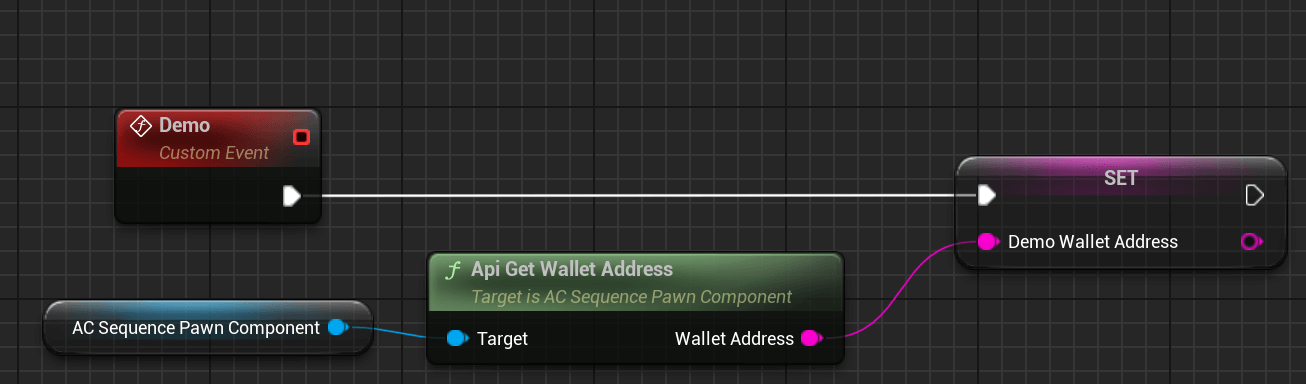 Demo
Custom Event
SET
Demo Wallet Address
Api Get Wallet Address
Target is AC Sequence Pawn Component
AC Sequence Pawn Component
Target
Wallet Address